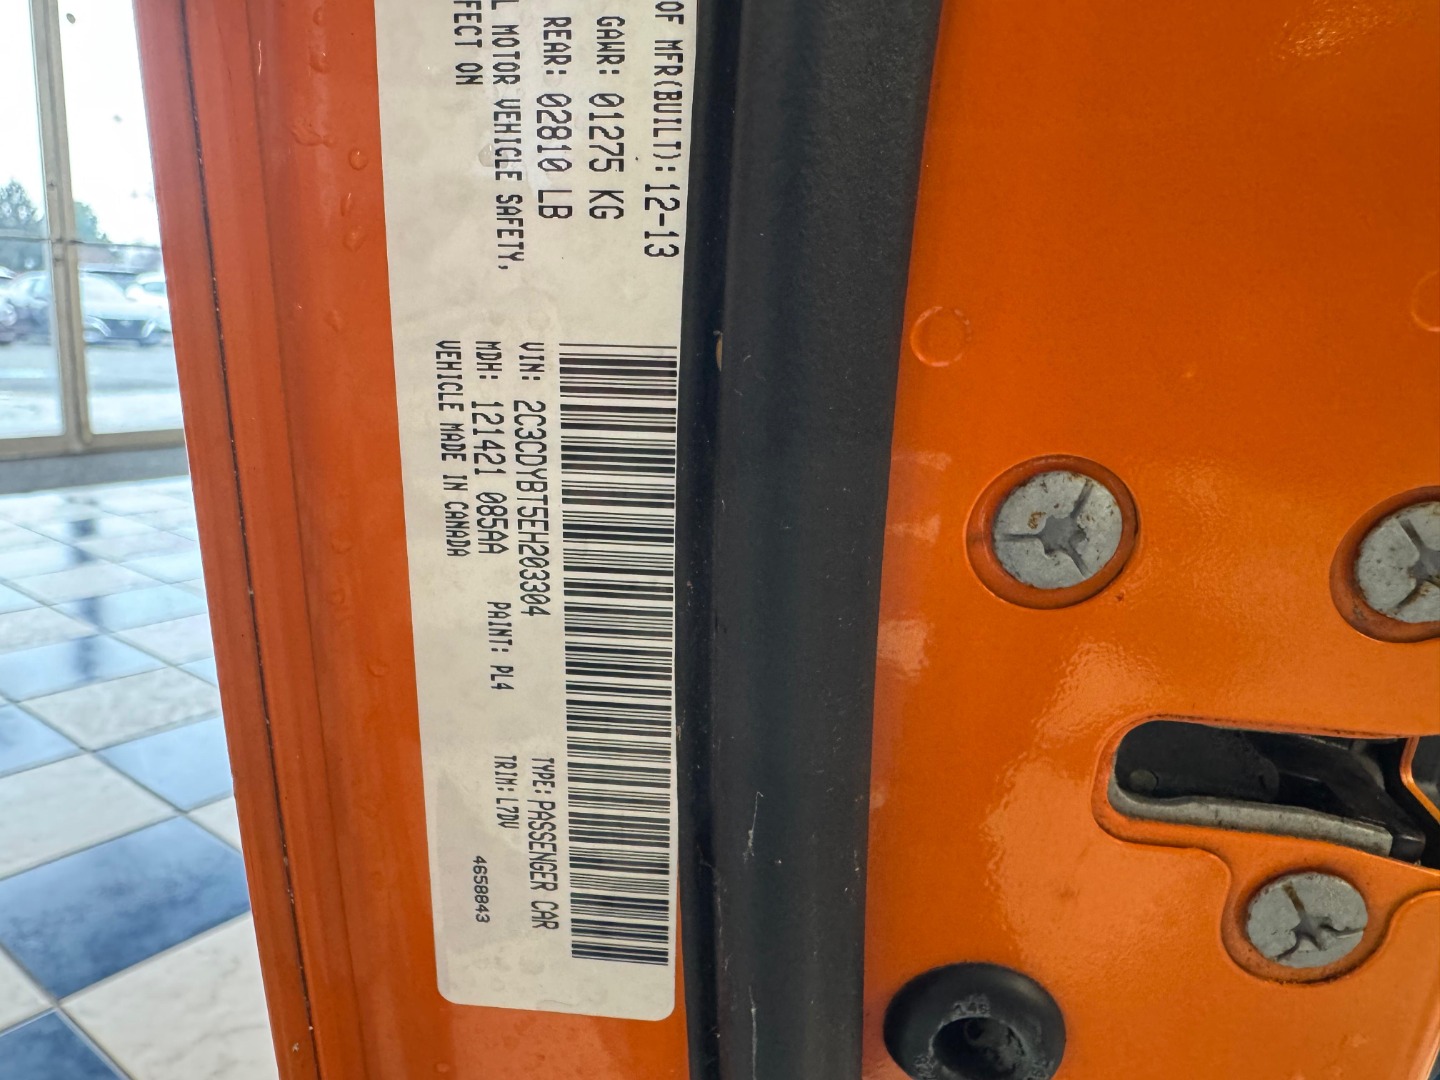 OF MFR(BUILT): 12-13
GAWR: 01275 KG
REAR: 02810 LB
MOTOR VEHICLE SAFETY,
FECT ON
VIN: 2C3CDYBT5EH203304 TYPE: PASSENGER CAR
MDH: 121421 085AA PAINT: PL4 TRIM: L7DV
VEHICLE MADE IN CANADA
4658843